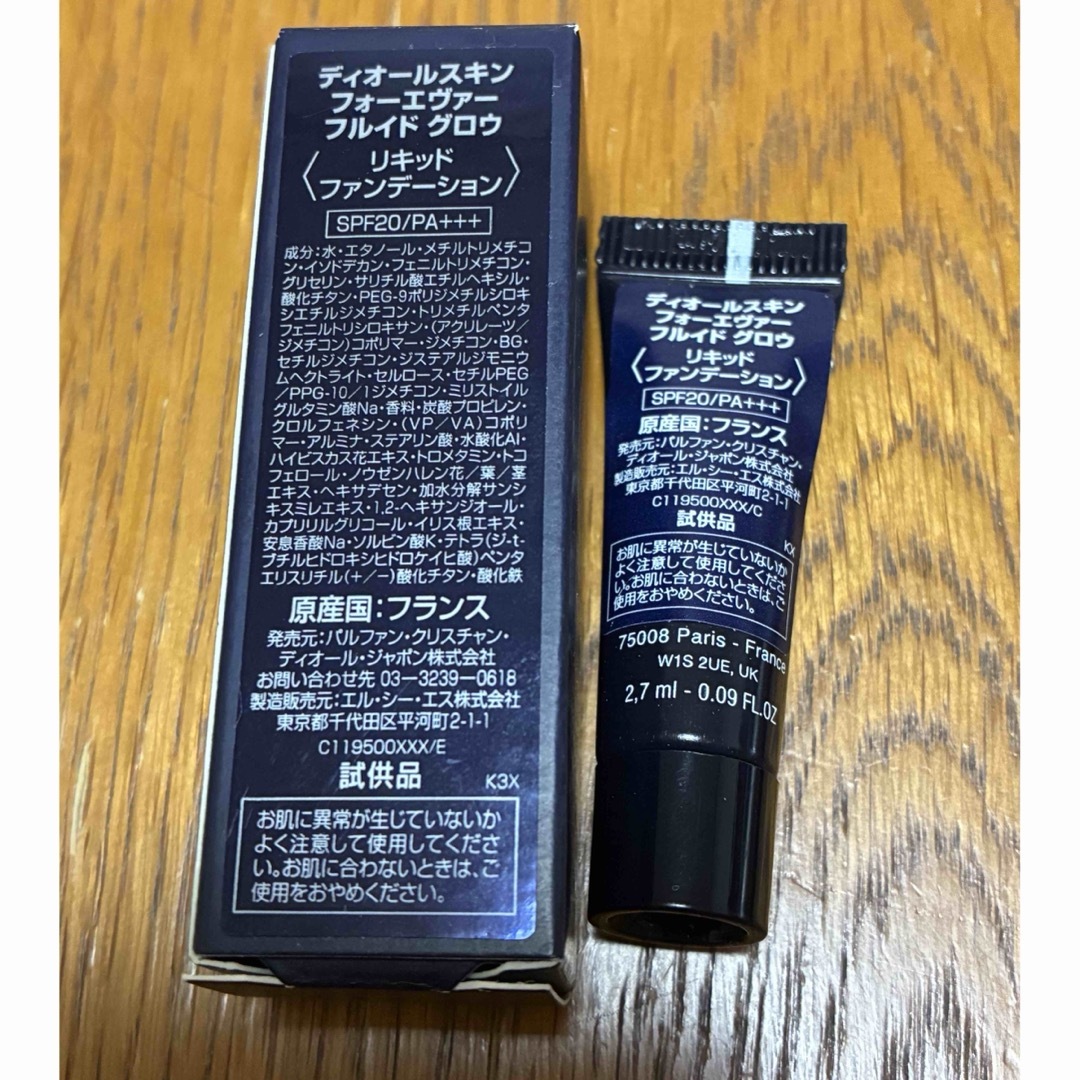 ディオールスキン
フォーエヴァー
フルイド グロウ
〈リキッド
ファンデーション〉
SPF20/PA+++
成分：水・エタノール・メチルトリメチコ
ン・イソドデカン・フェニルトリメチコン・
グリセリン・サリチル酸エチルヘキシル・
酸化チタン・PEG-9ポリジメチルシロキ
シエチルジメチコン・トリメチルペンタ
フェニルトリシロキサン・(アクリレーツ/
ジメチコン)コポリマー・ジメチコン・BG・
セチルジメチコン・ジステアルジモニウ
ムヘクトライト・セルロース・セチルPEG
/PPG-10/1ジメチコン・ミリストイル
グルタミン酸Na・香料・炭酸プロピレン・
クロルフェネシン・(VP/VA)コポリ
マー・アルミナ・ステアリン酸・水酸化Al・
ハイビスカス花エキス・トロメタミン・トコ
フェロール・ノウゼンハレン花/葉/茎
エキス・ヘキサデセン・加水分解サンシ
キスミレエキス・1,2-ヘキサンジオール・
カプリリルグリコール・イリス根エキス・
安息香酸Na・ソルビン酸K・テトラ(ジ-t-
ブチルヒドロキシヒドロケイヒ酸)ペンタ
エリスリチル(+/-)酸化チタン・酸化鉄
原産国：フランス
発売元：パルファン・クリスチャン・
ディオール・ジャポン株式会社
お問い合わせ先 03-3239-0618
製造販売元：エル・シー・エス株式会社
東京都千代田区平河町2-1-1
C119500XXX/E
試供品
K3X
お肌に異常が生じていないか
よく注意して使用してくださ
い。お肌に合わないときは、ご
使用をおやめください。
ディオールスキン
フォーエヴァー
フルイド グロウ
〈リキッド
ファンデーション〉
SPF20/PA+++
原産国：フランス
発売元：パルファン・クリスチャン・
ディオール・ジャポン株式会社
製造販売元：エル・シー・エス株式会社
東京都千代田区平河町2-1-1
C119500XXX/C
試供品
KX
お肌に異常が生じていないか
よく注意して使用してくださ
い。お肌に合わないときは、ご
使用をおやめください。
75008 Paris - France
W1S 2UE, UK
2,7 ml - 0.09 FL.OZ